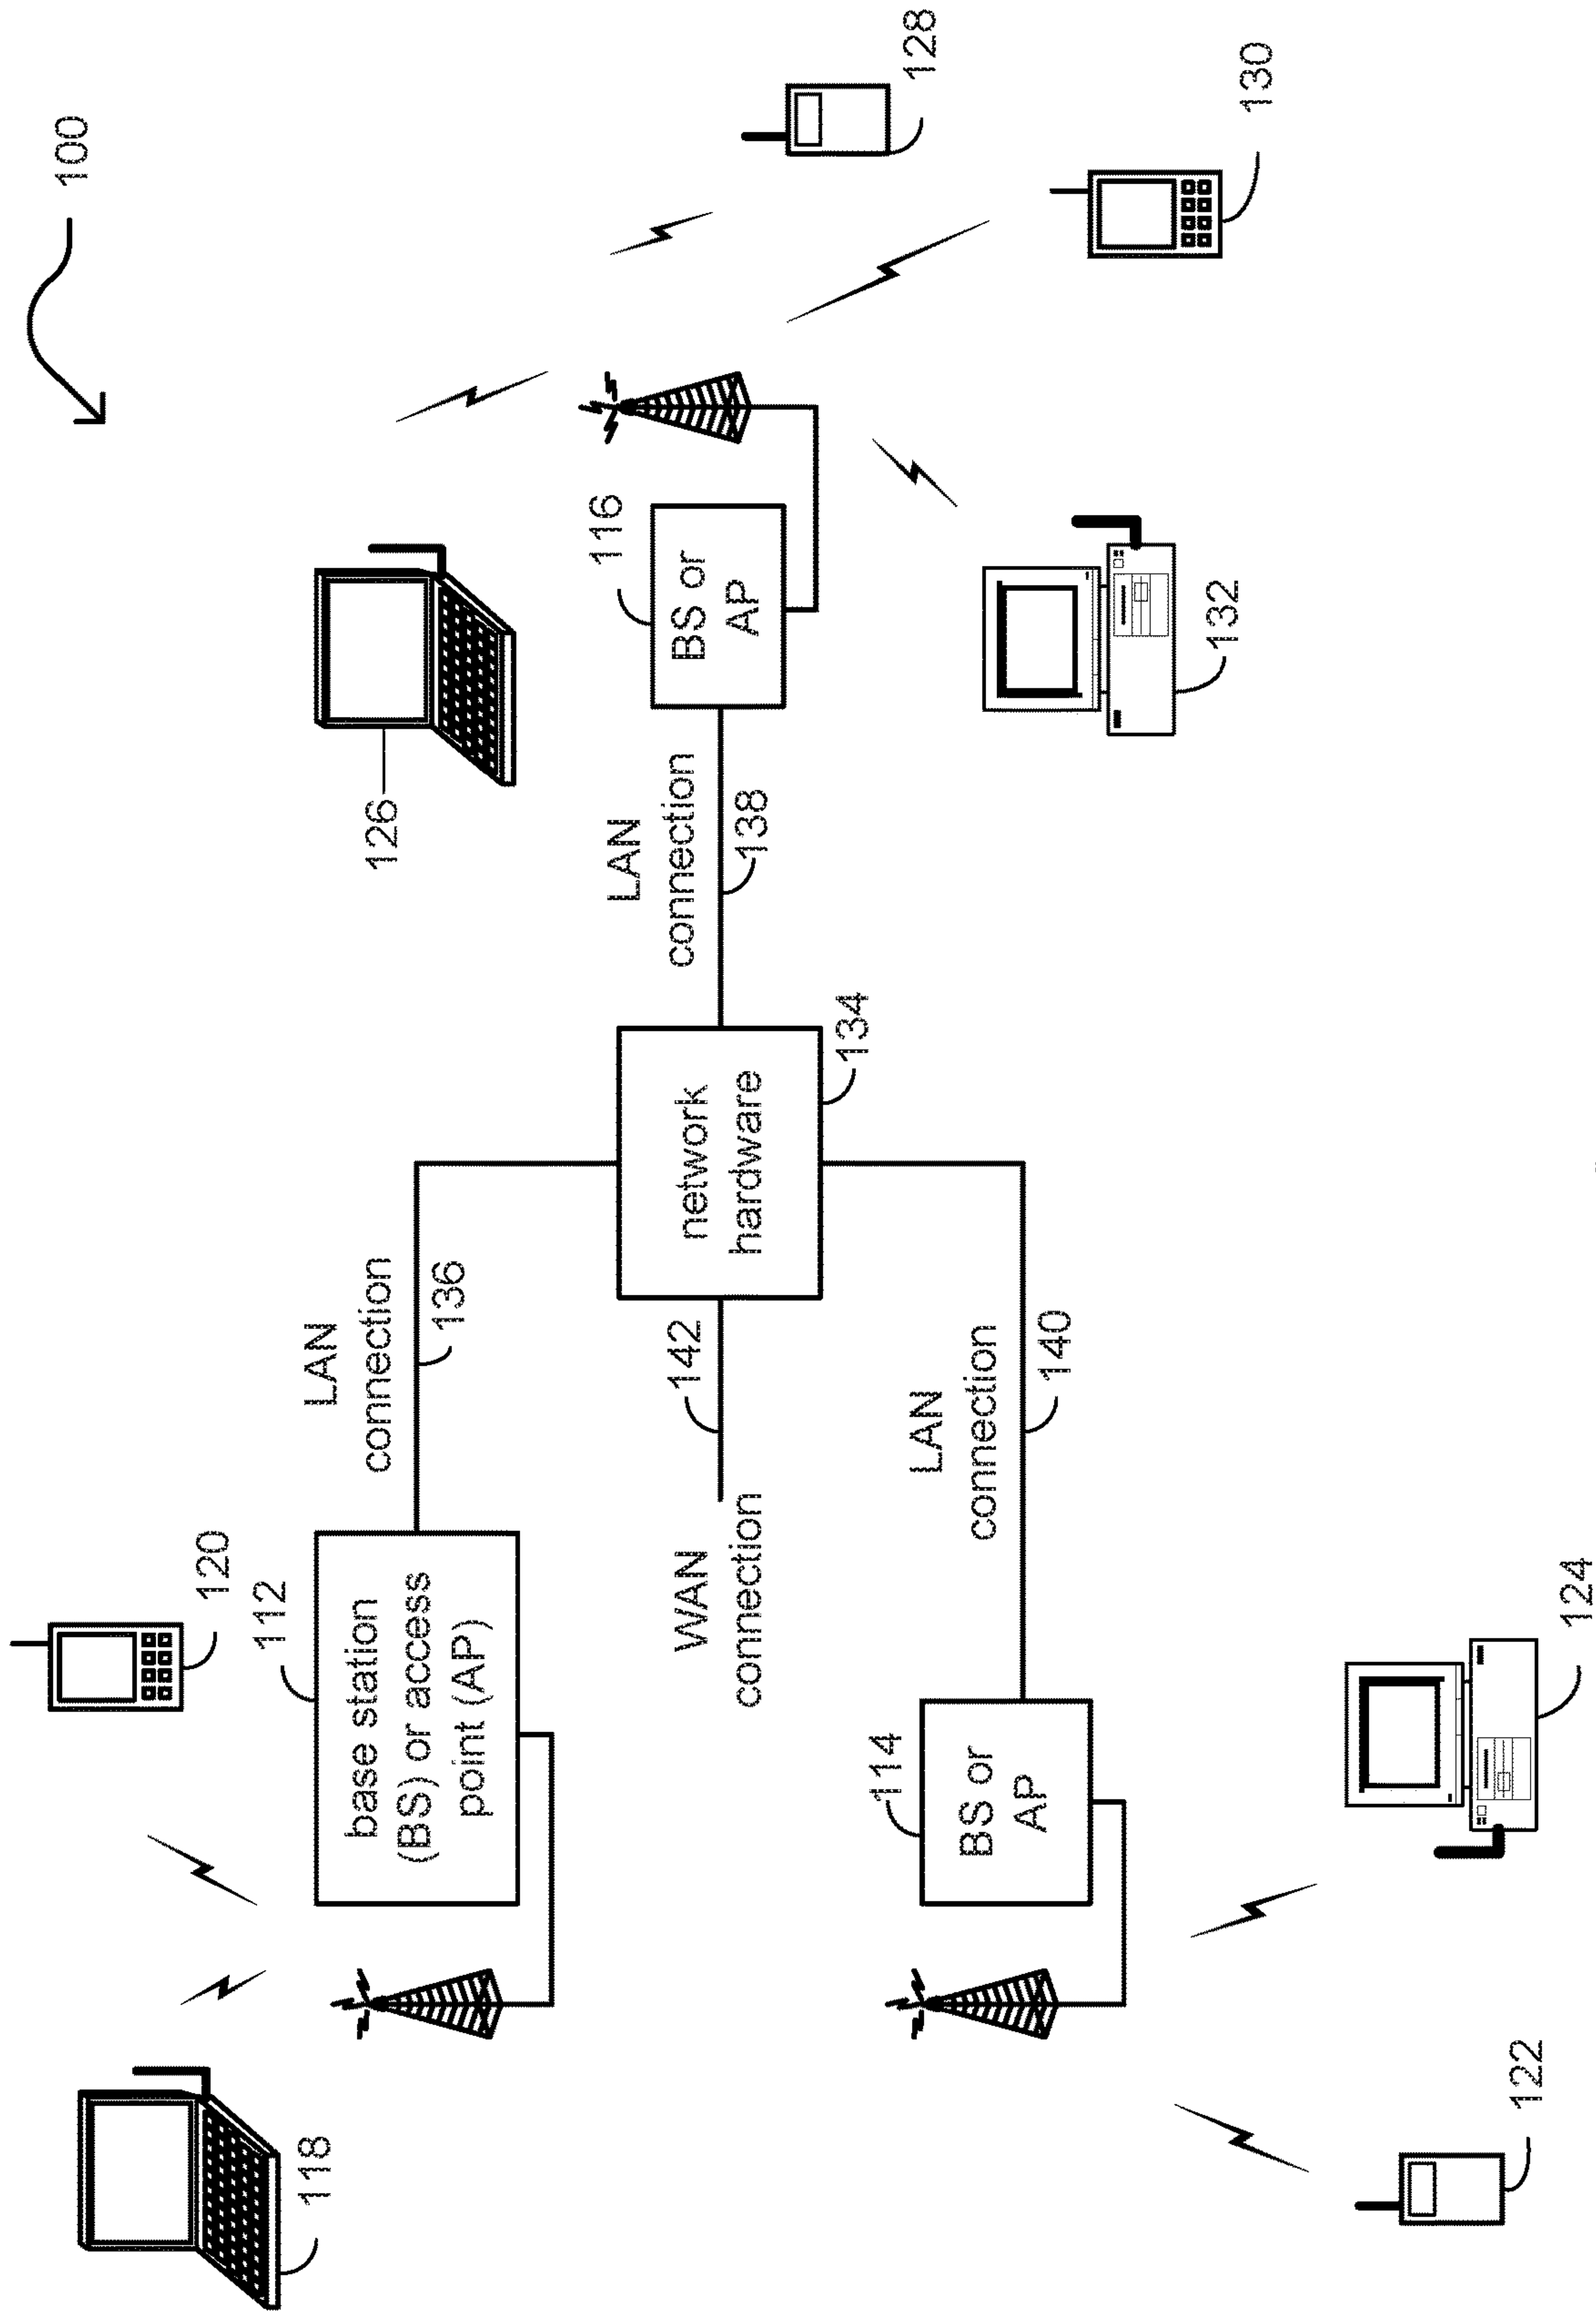 100
120
118
112
base station
(BS) or access
point (AP)
LAN
connection
136
126
LAN
connection
138
116
BS or
AP
128
130
132
142
WAN
connection
network
hardware
134
LAN
connection
140
114
BS or
AP
124
122